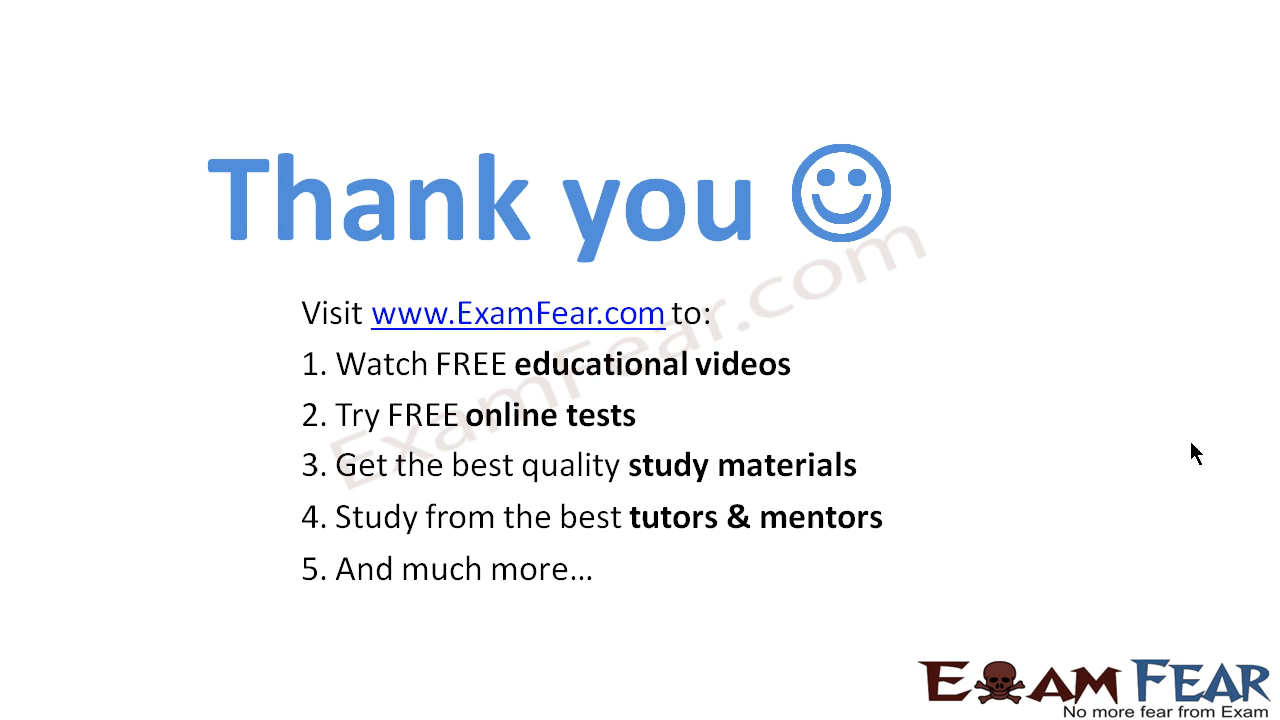 Thank you ☺
Visit www.ExamFear.com to:
1. Watch FREE educational videos
2. Try FREE online tests
3. Get the best quality study materials
4. Study from the best tutors & mentors
5. And much more...
ExamFear.com
EXAM FEAR
No more fear from Exam